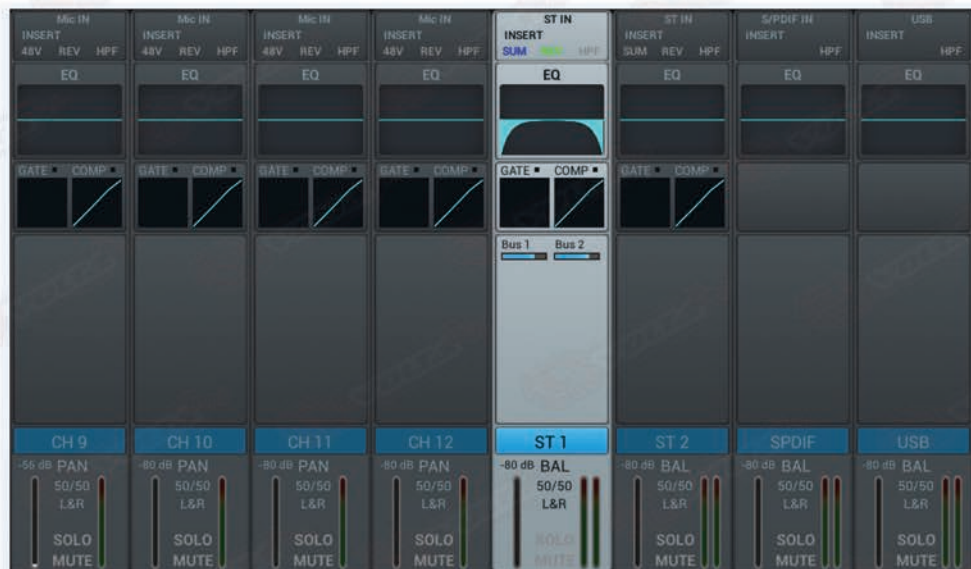 Mic IN Mic IN Mic IN Mic IN ST IN ST IN S/PDIF IN USB
INSERT INSERT INSERT INSERT INSERT INSERT INSERT INSERT
48V REV HPF 48V REV HPF 48V REV HPF 48V REV HPF SUM HPF SUM REV HPF HPF HPF
EQ EQ EQ EQ EQ EQ EQ EQ
GATE COMP GATE COMP GATE COMP GATE COMP GATE COMP GATE COMP
Bus 1 Bus 2
CH 9 CH 10 CH 11 CH 12 ST 1 ST 2 SPDIF USB
-56 dB PAN -80 dB PAN -80 dB PAN -80 dB PAN -80 dB BAL -80 dB BAL -80 dB BAL -80 dB BAL
50/50 50/50 50/50 50/50 50/50 50/50 50/50 50/50
L&R L&R L&R L&R L&R L&R L&R L&R
SOLO SOLO SOLO SOLO SOLO SOLO SOLO SOLO
MUTE MUTE MUTE MUTE MUTE MUTE MUTE MUTE